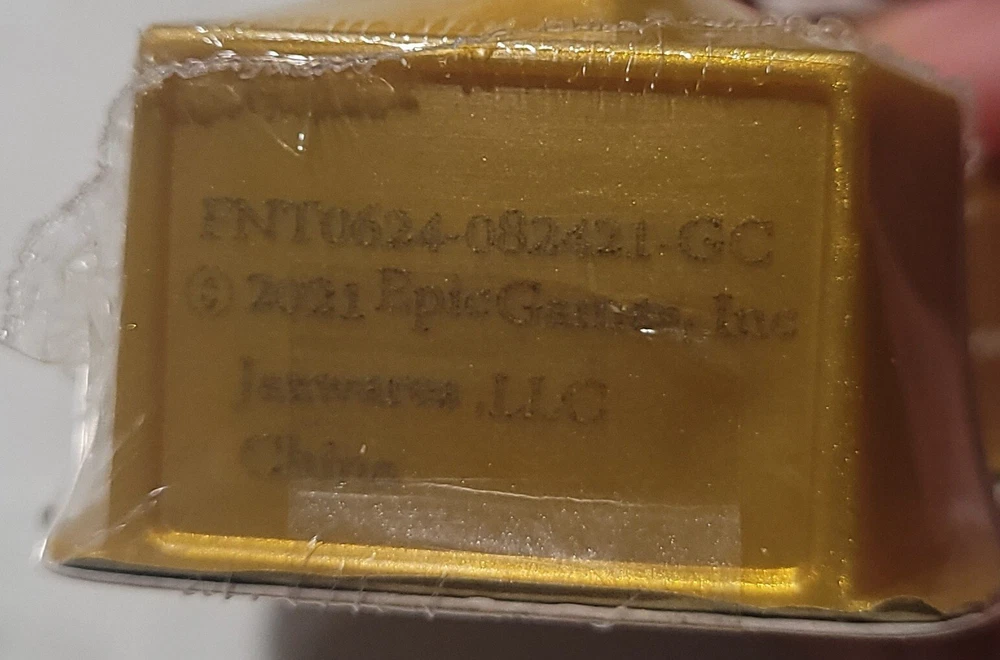 FNT0624-082421-GC
© 2021 Epic Games, Inc
Jazwares ,LLC
China